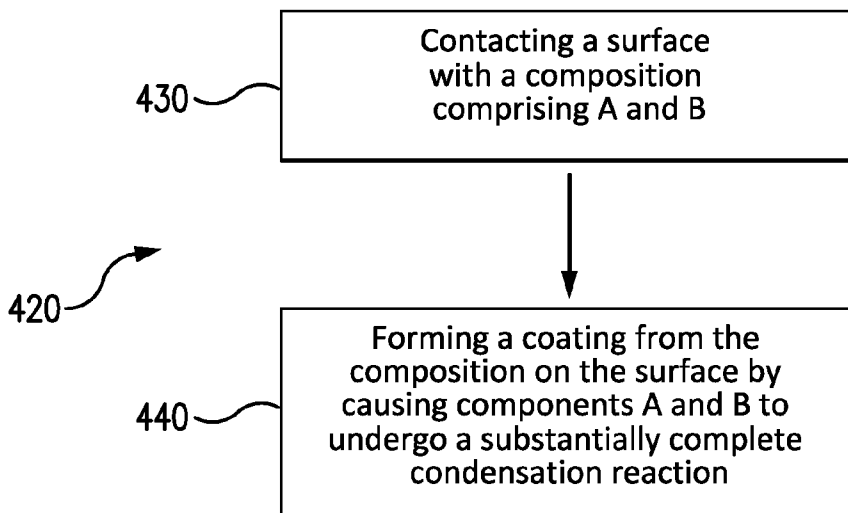 Contacting a surface
with a composition
comprising A and B
430
420
Forming a coating from the
composition on the surface by
causing components A and B to
undergo a substantially complete
condensation reaction
440